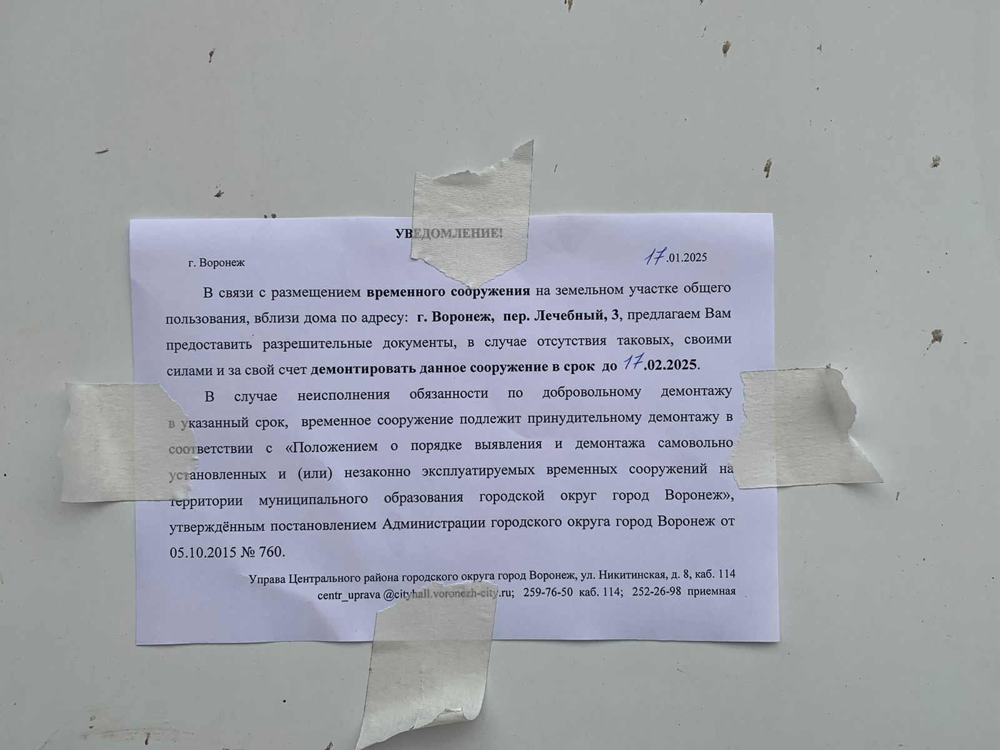 УВЕДОМЛЕНИЕ!
г. Воронеж 17.01.2025
В связи с размещением временного сооружения на земельном участке общего
пользования, вблизи дома по адресу: г. Воронеж, пер. Лечебный, 3, предлагаем Вам
предоставить разрешительные документы, в случае отсутствия таковых, своими
силами и за свой счет демонтировать данное сооружение в срок до 17.02.2025.
В случае неисполнения обязанности по добровольному демонтажу
в указанный срок, временное сооружение подлежит принудительному демонтажу в
соответствии с «Положением о порядке выявления и демонтажа самовольно
установленных и (или) незаконно эксплуатируемых временных сооружений на
территории муниципального образования городской округ город Воронеж»,
утверждённым постановлением Администрации городского округа город Воронеж от
05.10.2015 № 760.
Управа Центрального района городского округа город Воронеж, ул. Никитинская, д. 8, каб. 114
centr_uprava @cityhall.voronezh-city.ru; 259-76-50 каб. 114; 252-26-98 приемная